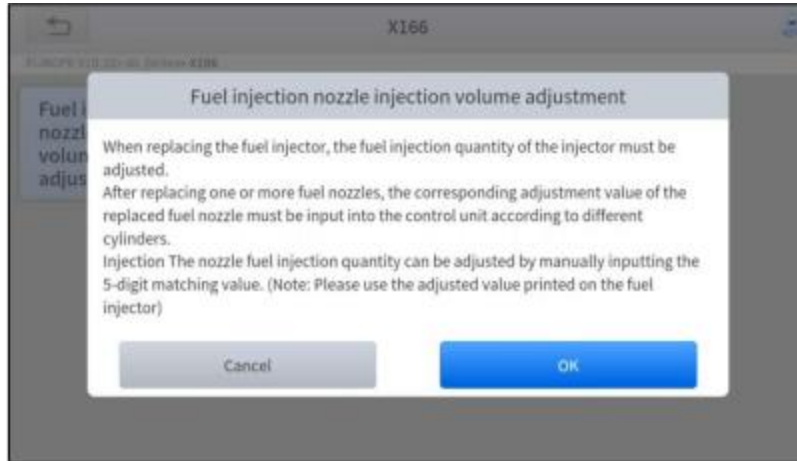 X166
Fuel i
nozzl
volun
adjus
Fuel injection nozzle injection volume adjustment
When replacing the fuel injector, the fuel injection quantity of the injector must be
adjusted.
After replacing one or more fuel nozzles, the corresponding adjustment value of the
replaced fuel nozzle must be input into the control unit according to different
cylinders.
Injection The nozzle fuel injection quantity can be adjusted by manually inputting the
5-digit matching value. (Note: Please use the adjusted value printed on the fuel
injector)
Cancel
OK